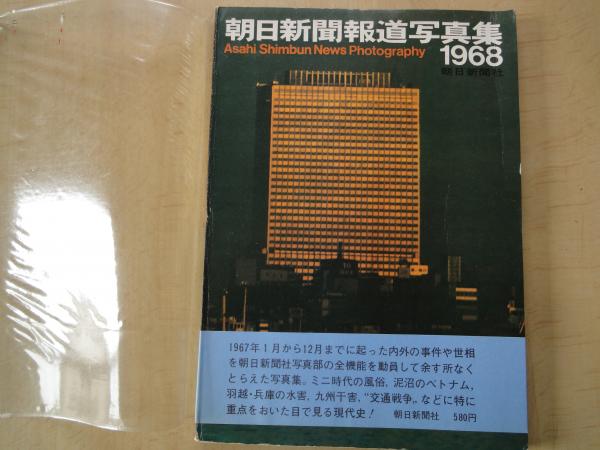 朝日新聞報道写真集
Asahi Shimbun News Photography
1968
朝日新聞社
1967年1月から12月までに起った内外の事件や世相
を朝日新聞社写真部の全機能を動員して余す所なく
とらえた写真集。ミニ時代の風俗, 泥沼のベトナム,
羽越・兵庫の水害, 九州干害, “交通戦争„ などに特に
重点をおいた目で見る現代史! 朝日新聞社 580円